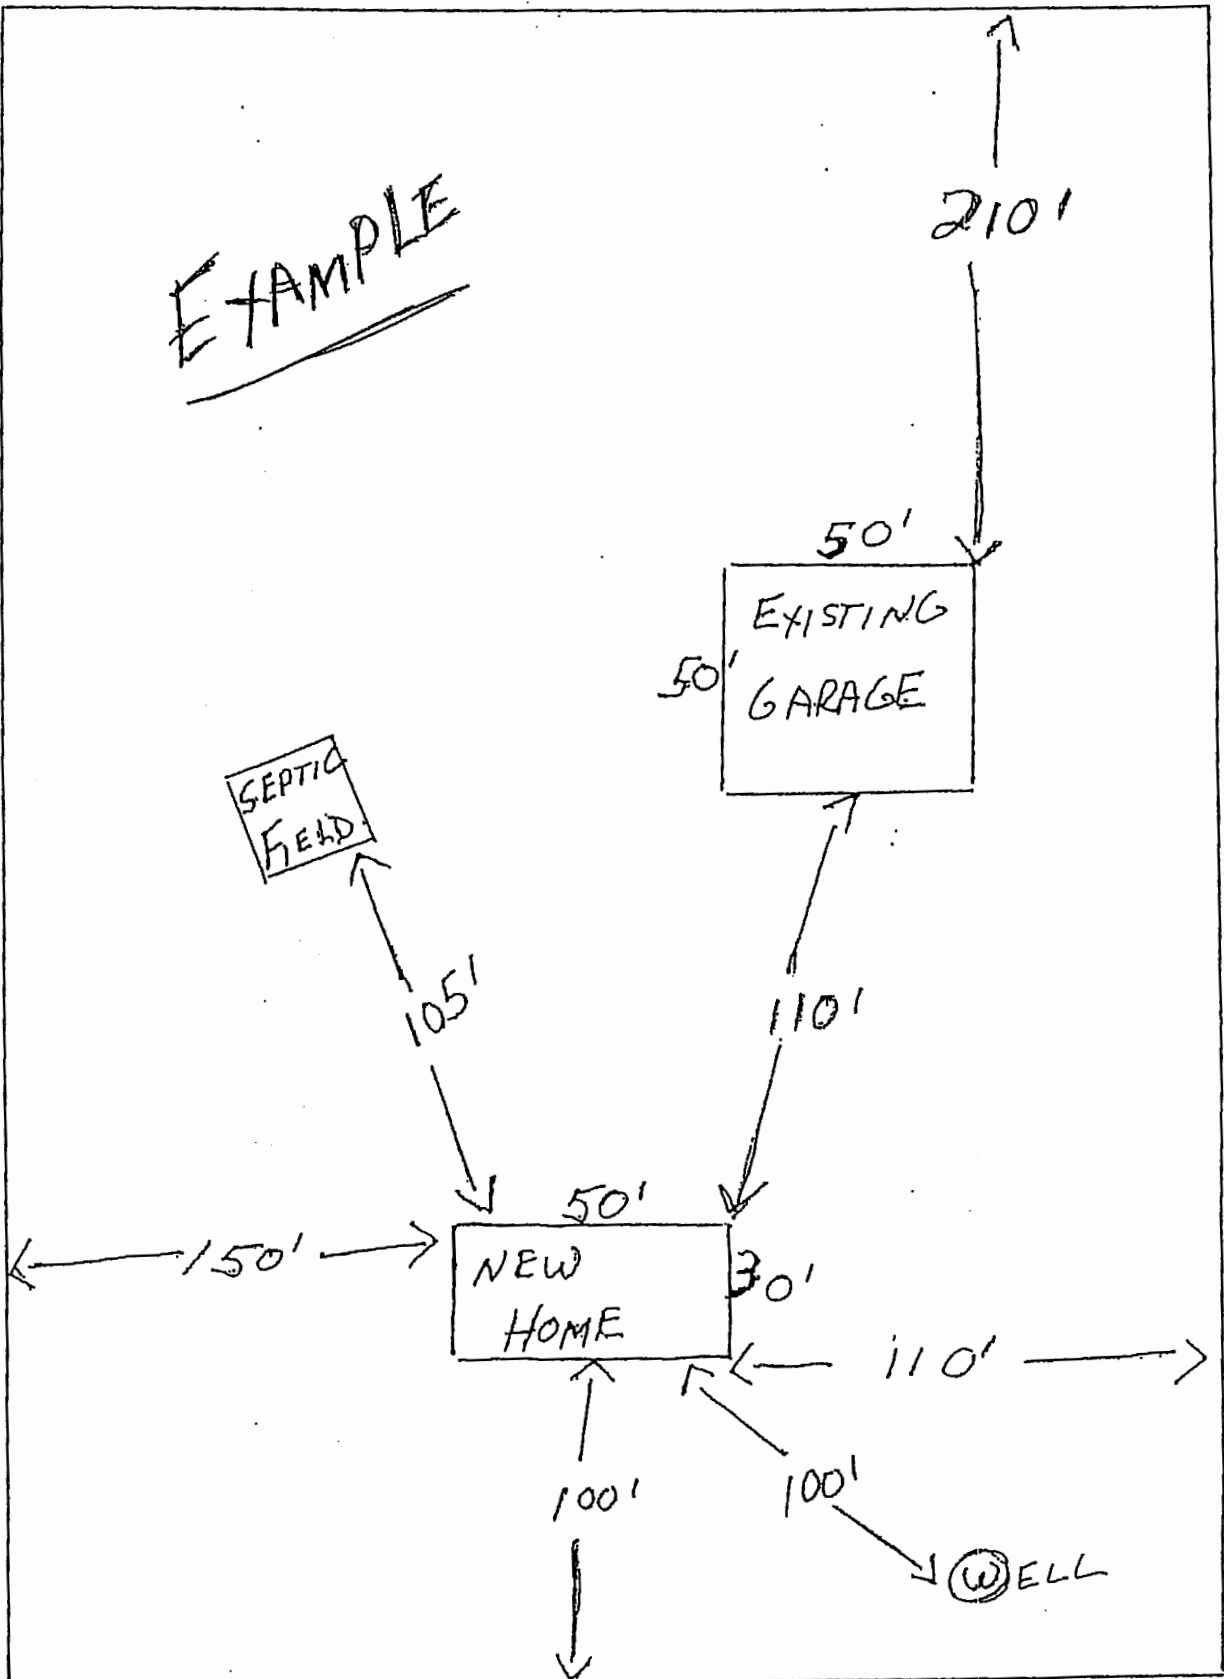 EXAMPLE
210'
50'
EXISTING
50'
GARAGE
SEPTIC
FIELD
105'
110'
50'
150'
NEW
30'
HOME
110'
100'
100'
WELL